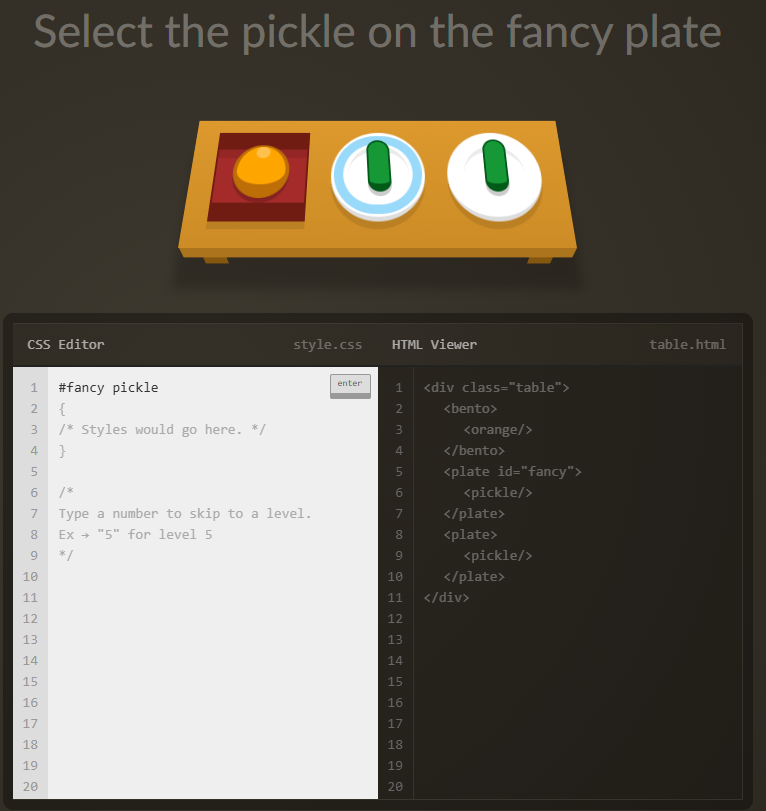 Select the pickle on the fancy plate
CSS Editor style.css
HTML Viewer table.html
1 #fancy pickle
enter
2 {
3 /* Styles would go here. */
4 }
5
6 /*
7 Type a number to skip to a level.
8 Ex → "5" for level 5
9 */
10
11
12
13
14
15
16
17
18
19
20
1 <div class="table">
2 <bento>
3 <orange/>
4 </bento>
5 <plate id="fancy">
6 <pickle/>
7 </plate>
8 <plate>
9 <pickle/>
10 </plate>
11 </div>
12
13
14
15
16
17
18
19
20